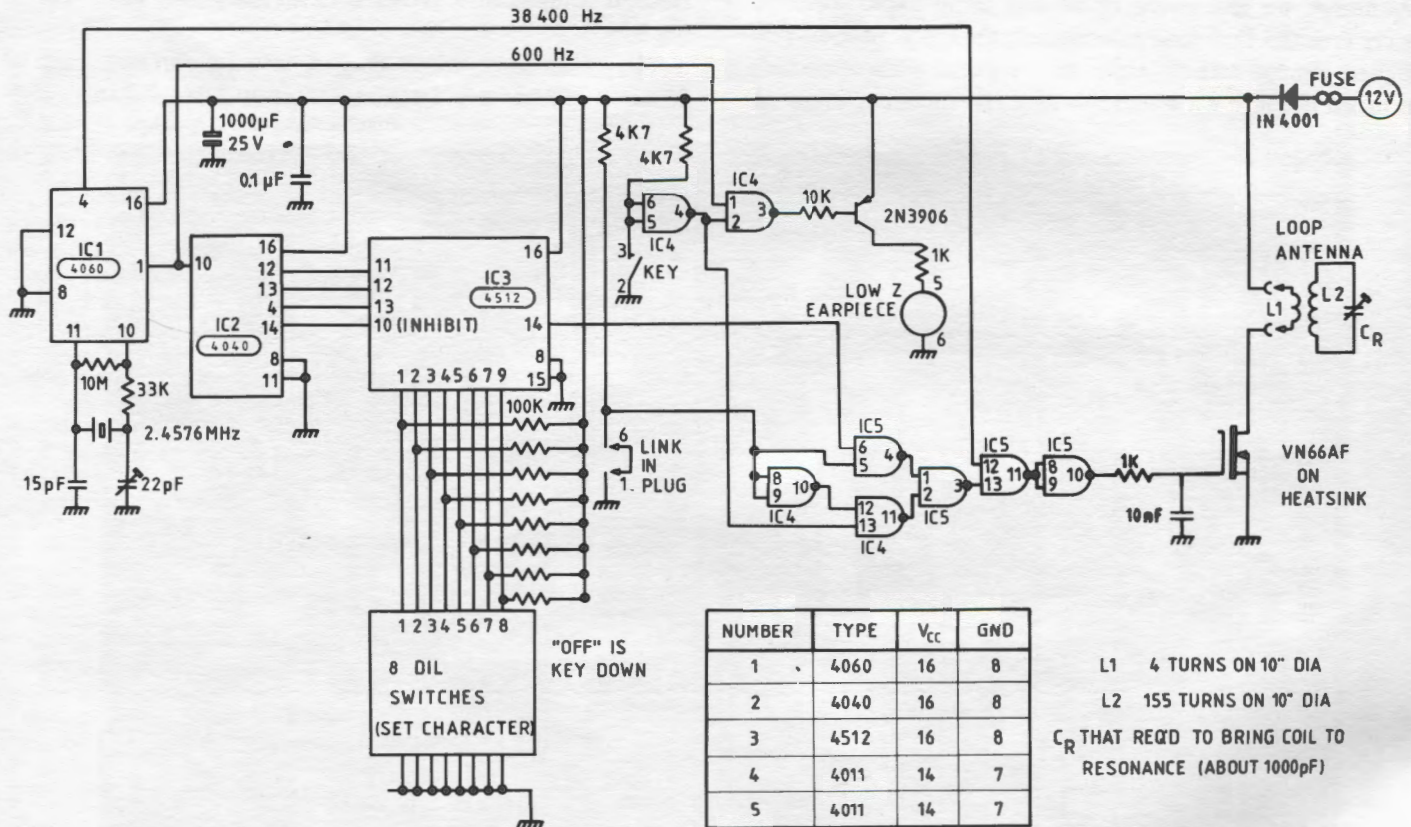 38 400 Hz
600 Hz
FUSE
12V
IN 4001
1000µF
25 V
0.1 µF
4K7
4K7
4
16
12
IC1
4060
1
8
11
10
10M
33K
2.4576MHz
15pF
22pF
10
16
12
13
4
14
IC2
4040
8
11
11
12
13
10 (INHIBIT)
IC3
4512
16
14
8
15
1 2 3 4 5 6 7 9
100K
6
5
4
IC4
3
KEY
2
IC4
1
2
3
10K
2N3906
1K
5
LOW Z
EARPIECE
6
LOOP
ANTENNA
L1
L2
CR
6
LINK
IN
PLUG
1
8
9
10
IC4
IC5
6
5
4
12
13
11
IC4
1
2
3
IC5
IC5
12
13
11
IC5
8
9
10
1K
10nF
VN66AF
ON
HEATSINK
1 2 3 4 5 6 7 8
8 DIL
SWITCHES
(SET CHARACTER)
"OFF" IS
KEY DOWN
NUMBER TYPE VCC GND
1 4060 16 8
2 4040 16 8
3 4512 16 8
4 4011 14 7
5 4011 14 7
L1 4 TURNS ON 10" DIA
L2 155 TURNS ON 10" DIA
CR THAT REQ'D TO BRING COIL TO
RESONANCE (ABOUT 1000pF)